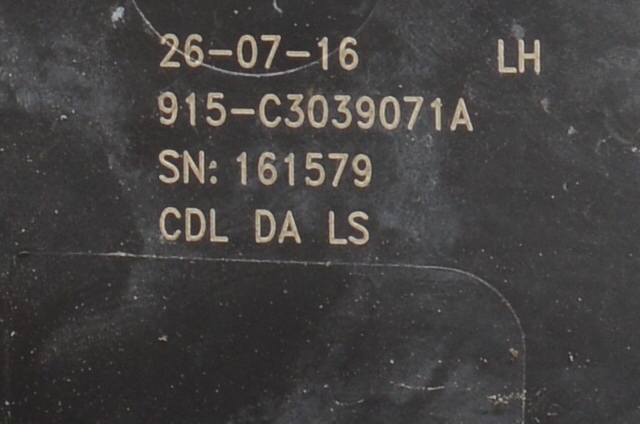 26-07-16 LH
915-C3039071A
SN: 161579
CDL DA LS